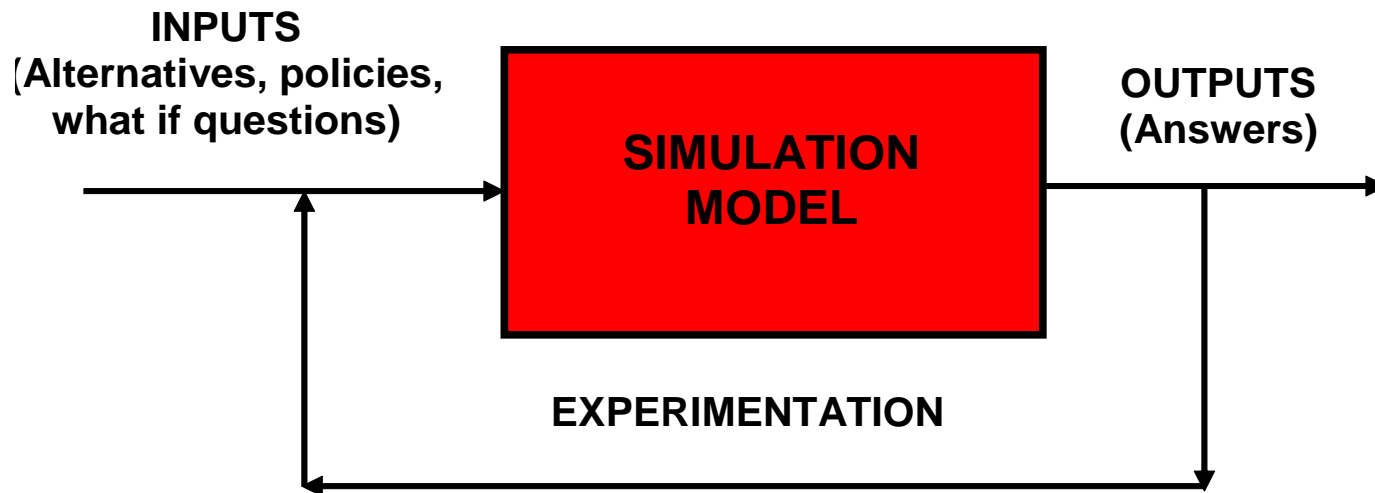 INPUTS
(Alternatives, policies,
what if questions)
SIMULATION
MODEL
OUTPUTS
(Answers)
EXPERIMENTATION